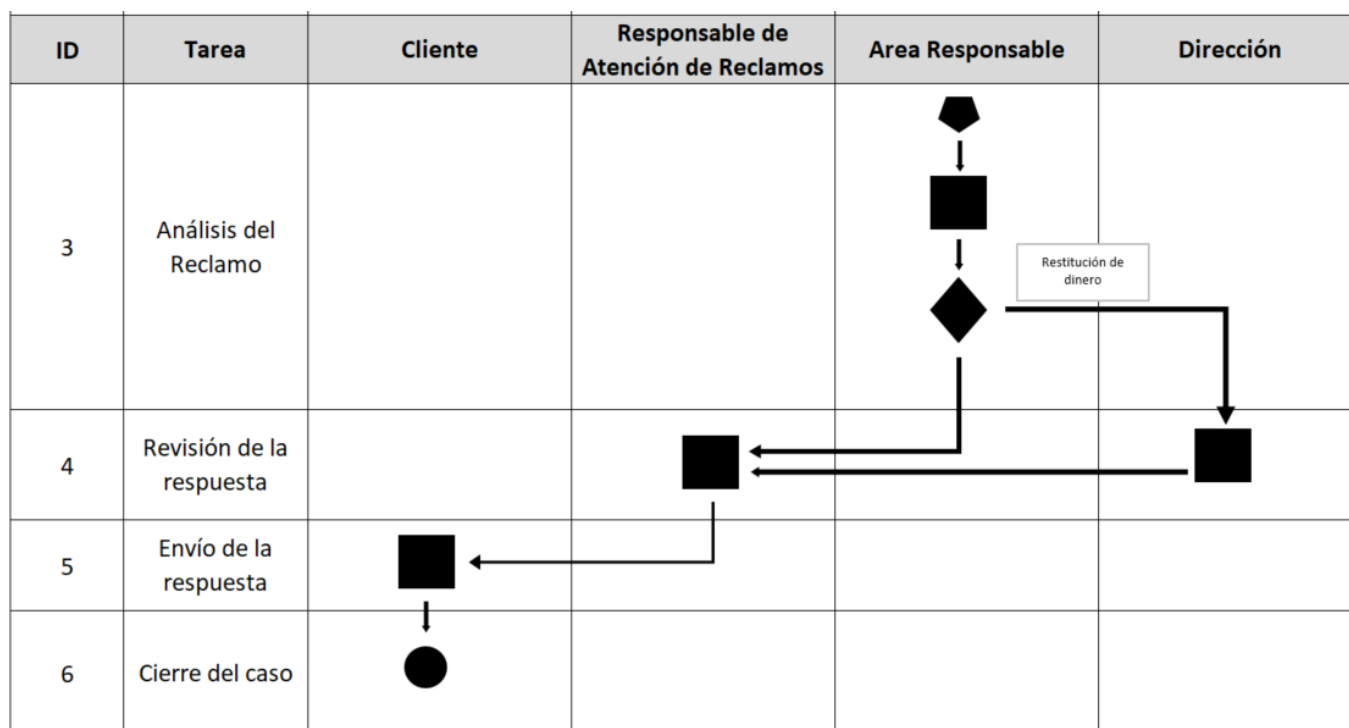 ID
Tarea
Cliente
Responsable de
Atención de Reclamos
Area Responsable
Dirección
3
Análisis del
Reclamo
Restitución de
dinero
4
Revisión de la
respuesta
5
Envío de la
respuesta
6
Cierre del caso